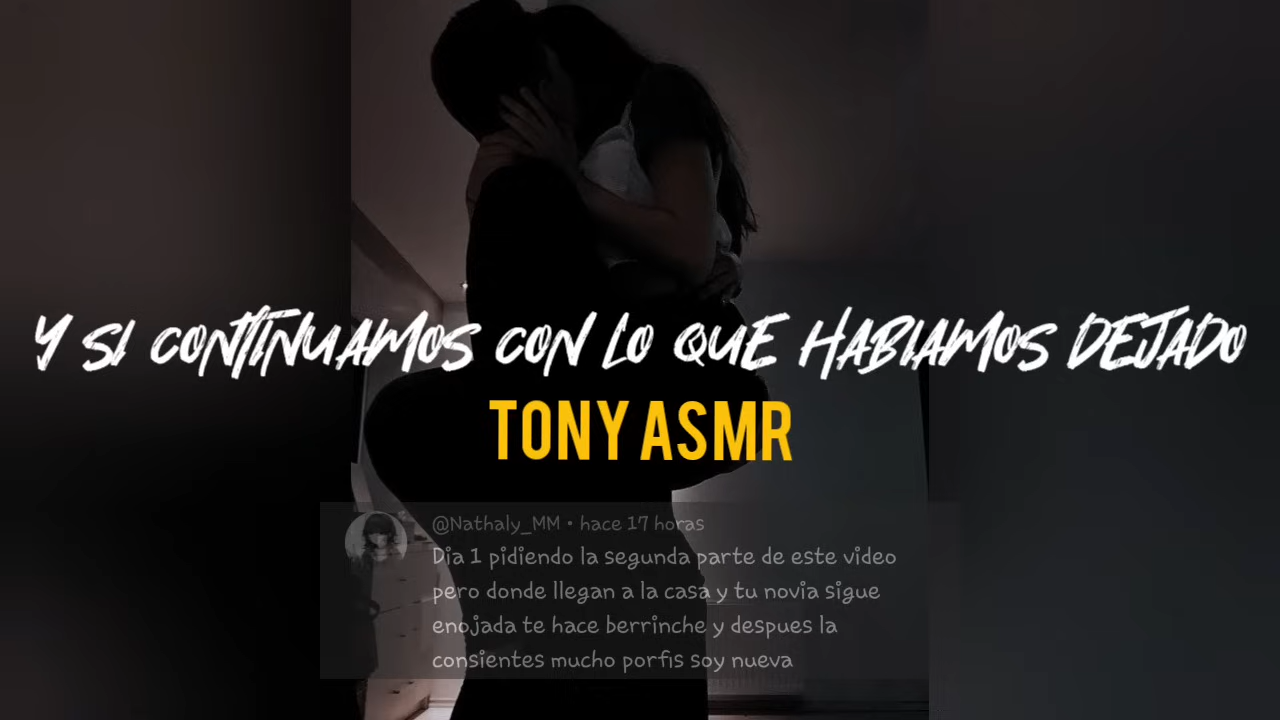 Y SI CONTINUAMOS CON LO QUE HABIAMOS DEJADO
TONY ASMR
@Nathaly_MM • hace 17 horas
Dia 1 pidiendo la segunda parte de este video
pero donde llegan a la casa y tu novia sigue
enojada te hace berrinche y despues la
consientes mucho porfis soy nueva